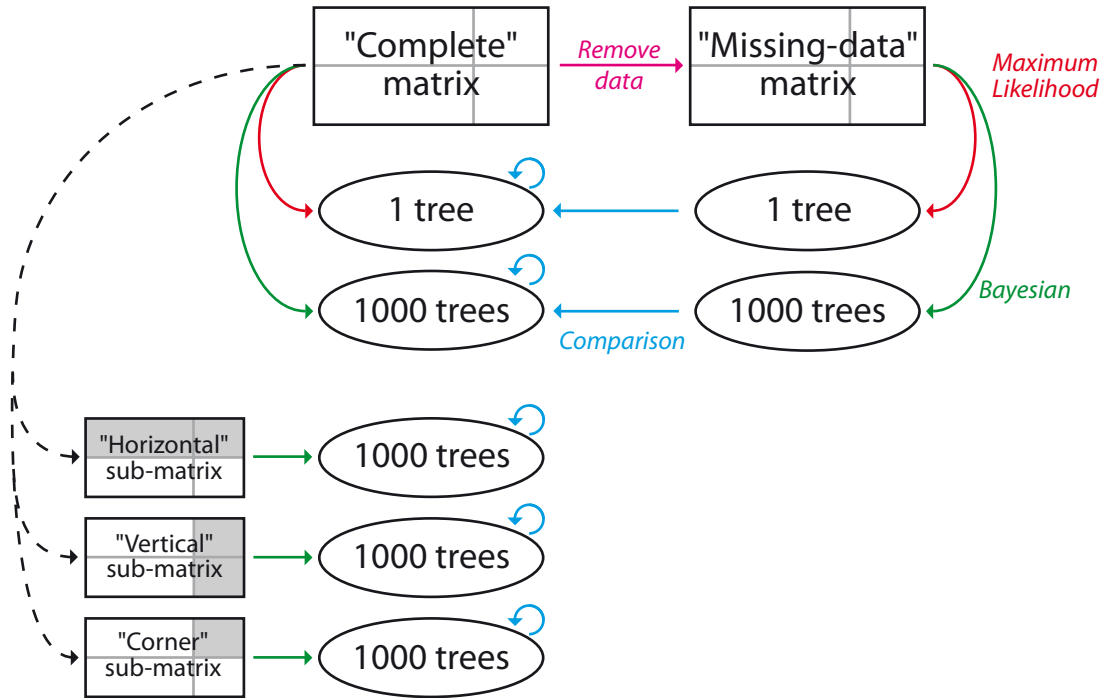 "Complete"
matrix
Remove
data
"Missing-data"
matrix
Maximum
Likelihood
1 tree
1 tree
1000 trees
1000 trees
Bayesian
Comparison
"Horizontal"
sub-matrix
1000 trees
"Vertical"
sub-matrix
1000 trees
"Corner"
sub-matrix
1000 trees